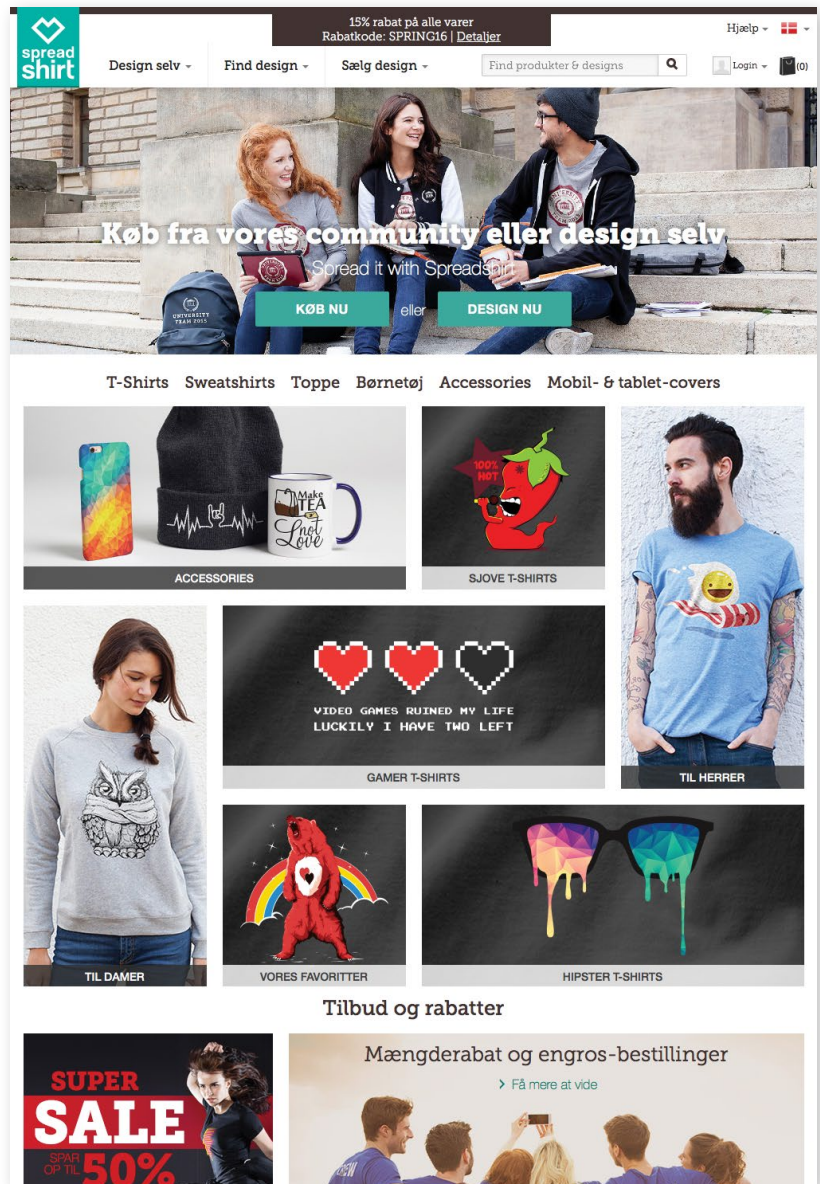 15% rabat på alle varer
Rabatkode: SPRING16 | Detaljer
Hjælp
spread
shirt
Design selv
Find design
Sælg design
Find produkter & designs
Login
(0)
Køb fra vores community eller design selv
Spread it with Spreadshirt
KØB NU
eller
DESIGN NU
UNIVERSITY
TEAM 2015
T-Shirts Sweatshirts Toppe Børnetøj Accessories Mobil- & tablet-covers
Make
TEA
not
Love
ACCESSORIES
100%
HOT
SJOVE T-SHIRTS
TIL HERRER
VIDEO GAMES RUINED MY LIFE
LUCKILY I HAVE TWO LEFT
GAMER T-SHIRTS
TIL DAMER
VORES FAVORITTER
HIPSTER T-SHIRTS
Tilbud og rabatter
SUPER
SALE
SPAR
OP TIL 50%
Mængderabat og engros-bestillinger
Få mere at vide
CREW